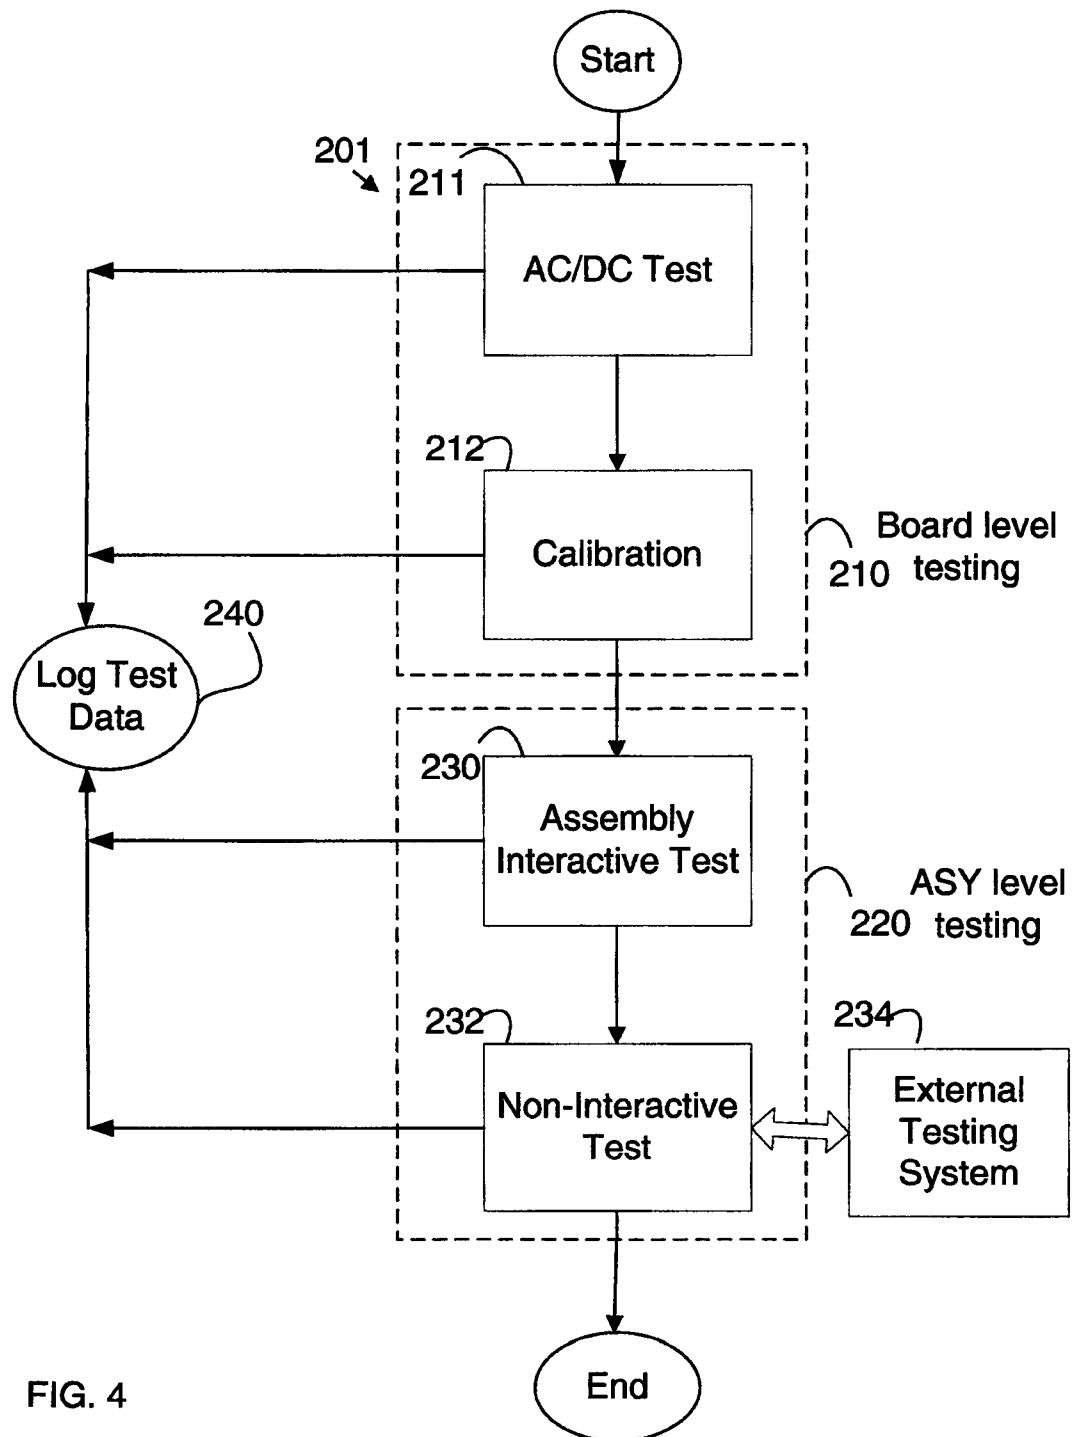 Start
201
211
AC/DC Test
212
Calibration
Board level
210 testing
240
Log Test
Data
230
Assembly
Interactive Test
ASY level
220 testing
232
234
Non-Interactive
Test
External
Testing
System
End
FIG. 4